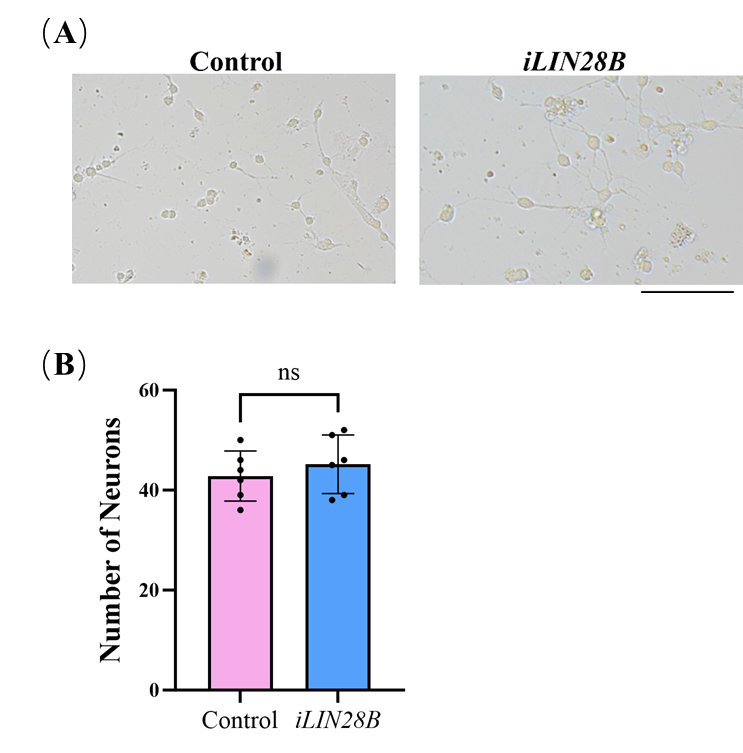 (A)
Control iLIN28B
(B)
ns
60
40
20
0
Number of Neurons
Control iLIN28B